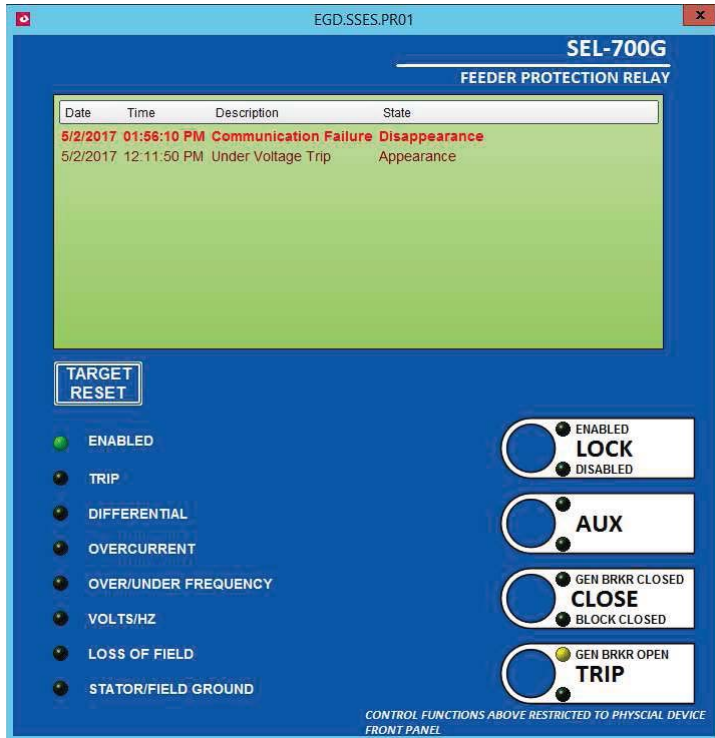 EGD.SSES.PR01
x
SEL-700G
FEEDER PROTECTION RELAY
Date Time Description State
5/2/2017 01:56:10 PM Communication Failure Disappearance
5/2/2017 12:11:50 PM Under Voltage Trip Appearance
TARGET
RESET
ENABLED
TRIP
DIFFERENTIAL
OVERCURRENT
OVER/UNDER FREQUENCY
VOLTS/HZ
LOSS OF FIELD
STATOR/FIELD GROUND
ENABLED
LOCK
DISABLED
AUX
GEN BRKR CLOSED
CLOSE
BLOCK CLOSED
GEN BRKR OPEN
TRIP
CONTROL FUNCTIONS ABOVE RESTRICTED TO PHYSCIAL DEVICE
FRONT PANEL